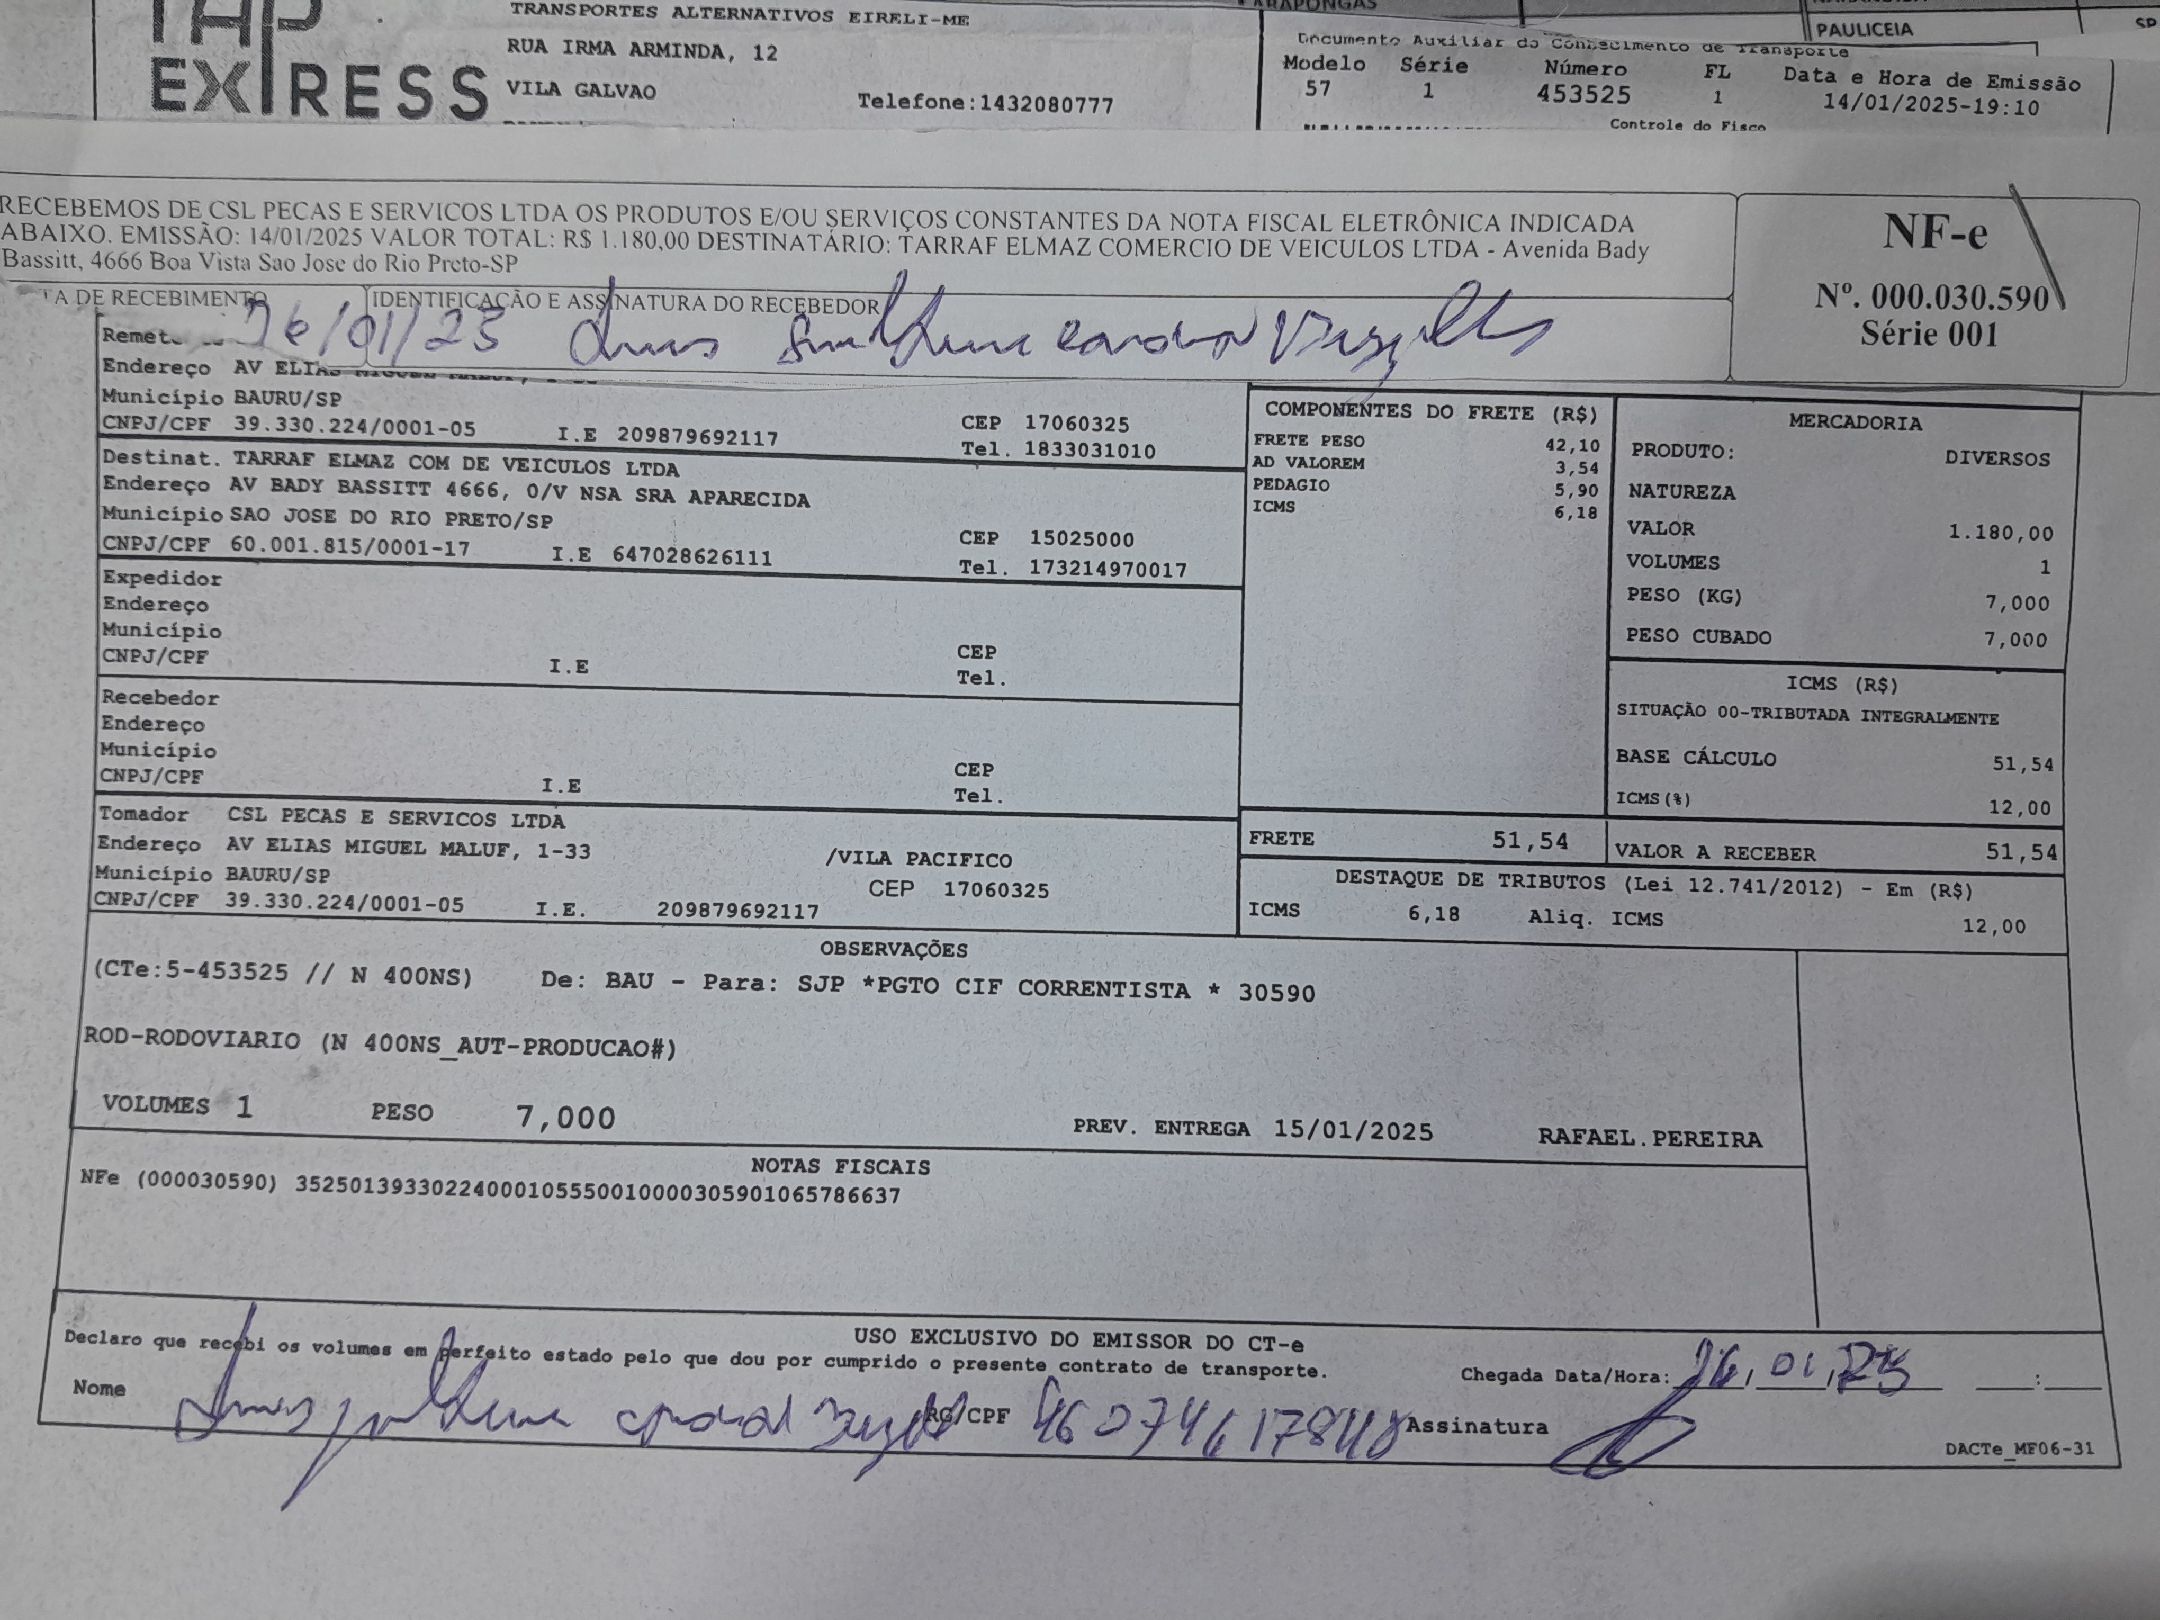 TAP
EXPRESS
TRANSPORTES ALTERNATIVOS EIRELI-ME
RUA IRMA ARMINDA, 12
VILA GALVAO
Telefone:1432080777
ARAPONGAS
PAULICEIA
SP
Documento Auxiliar do Conhecimento de Transporte
Modelo Série Número FL Data e Hora de Emissão
57 1 453525 1 14/01/2025-19:10
Controle do Fisco
RECEBEMOS DE CSL PECAS E SERVICOS LTDA OS PRODUTOS E/OU SERVIÇOS CONSTANTES DA NOTA FISCAL ELETRÔNICA INDICADA
ABAIXO. EMISSÃO: 14/01/2025 VALOR TOTAL: R$ 1.180,00 DESTINATÁRIO: TARRAF ELMAZ COMERCIO DE VEICULOS LTDA - Avenida Bady
Bassitt, 4666 Boa Vista Sao Jose do Rio Preto-SP
NF-e
Nº. 000.030.590
Série 001
TA DE RECEBIMENTO
IDENTIFICAÇÃO E ASSINATURA DO RECEBEDOR
Endereço AV ELIAS MIGUEL
Município BAURU/SP
CNPJ/CPF 39.330.224/0001-05 I.E 209879692117
CEP 17060325
Tel. 1833031010
Destinat. TARRAF ELMAZ COM DE VEICULOS LTDA
Endereço AV BADY BASSITT 4666, 0/V NSA SRA APARECIDA
Município SAO JOSE DO RIO PRETO/SP
CNPJ/CPF 60.001.815/0001-17 I.E 647028626111
CEP 15025000
Tel. 173214970017
Expedidor
Endereço
Município
CNPJ/CPF I.E
CEP
Tel.
Recebedor
Endereço
Município
CNPJ/CPF I.E
CEP
Tel.
Tomador CSL PECAS E SERVICOS LTDA
Endereço AV ELIAS MIGUEL MALUF, 1-33 /VILA PACIFICO
Município BAURU/SP CEP 17060325
CNPJ/CPF 39.330.224/0001-05 I.E. 209879692117
COMPONENTES DO FRETE (R$)
FRETE PESO 42,10
AD VALOREM 3,54
PEDAGIO 5,90
ICMS 6,18
MERCADORIA
PRODUTO: DIVERSOS
NATUREZA
VALOR 1.180,00
VOLUMES 1
PESO (KG) 7,000
PESO CUBADO 7,000
ICMS (R$)
SITUAÇÃO 00-TRIBUTADA INTEGRALMENTE
BASE CÁLCULO 51,54
ICMS(%) 12,00
FRETE 51,54
VALOR A RECEBER 51,54
DESTAQUE DE TRIBUTOS (Lei 12.741/2012) - Em (R$)
ICMS 6,18 Aliq. ICMS 12,00
OBSERVAÇÕES
(CTe:5-453525 // N 400NS) De: BAU - Para: SJP *PGTO CIF CORRENTISTA * 30590
ROD-RODOVIARIO (N 400NS_AUT-PRODUCAO#)
VOLUMES 1 PESO 7,000 PREV. ENTREGA 15/01/2025 RAFAEL.PEREIRA
NOTAS FISCAIS
NFe (000030590) 35250139330224000105550010000305901065786637
USO EXCLUSIVO DO EMISSOR DO CT-e
Declaro que recebi os volumes em perfeito estado pelo que dou por cumprido o presente contrato de transporte.
Chegada Data/Hora: :
Nome RG/CPF Assinatura
DACTe_MF06-31